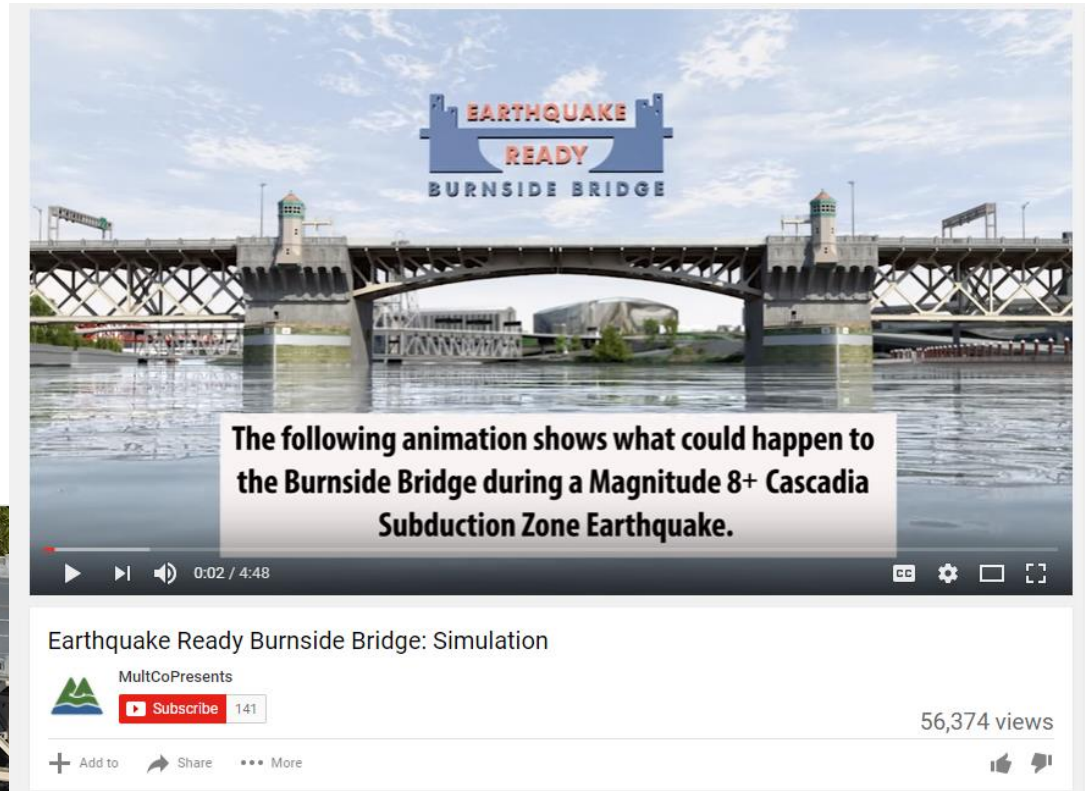 EARTHQUAKE
READY
BURNSIDE BRIDGE
The following animation shows what could happen to
the Burnside Bridge during a Magnitude 8+ Cascadia
Subduction Zone Earthquake.
0:02 / 4:48
CC
Earthquake Ready Burnside Bridge: Simulation
MultCoPresents
Subscribe 141
56,374 views
Add to Share More